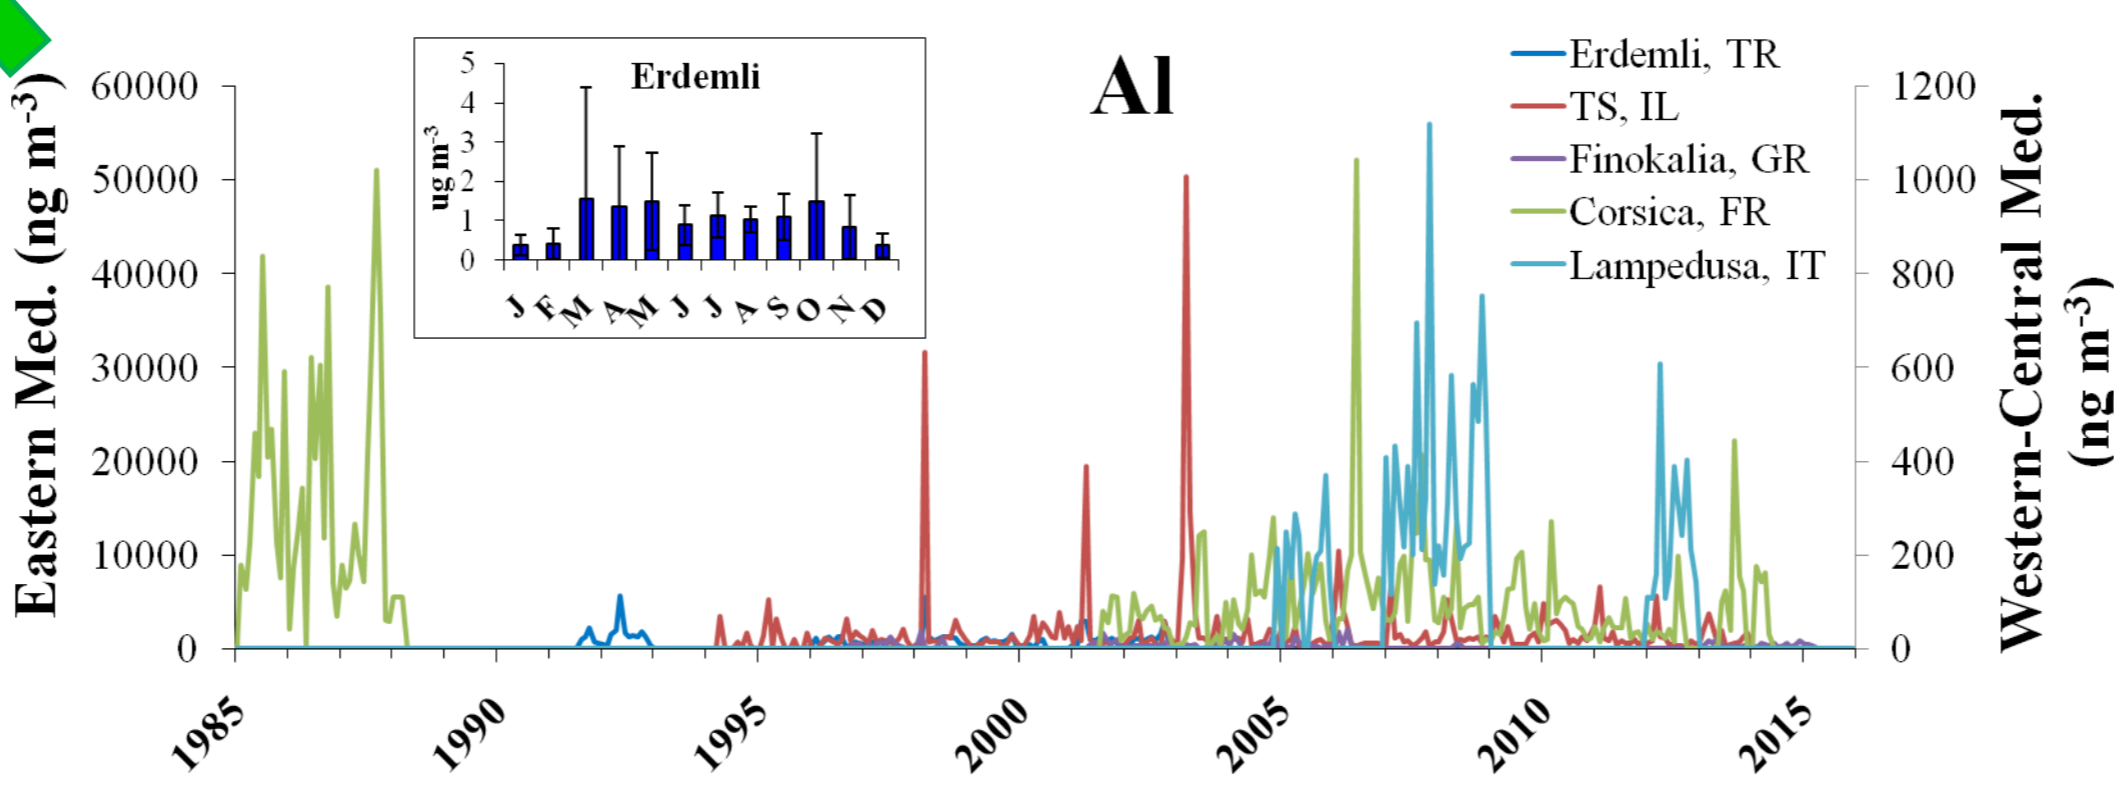 Al
Eastern Med. (ng m-3)
60000
50000
40000
30000
20000
10000
0
Erdemli
ug m-3
5
4
3
2
1
0
J F M A M J J A S O N D
Erdemli, TR
TS, IL
Finokalia, GR
Corsica, FR
Lampedusa, IT
1200
1000
800
600
400
200
0
Western-Central Med.
(ng m-3)
1985 1990 1995 2000 2005 2010 2015